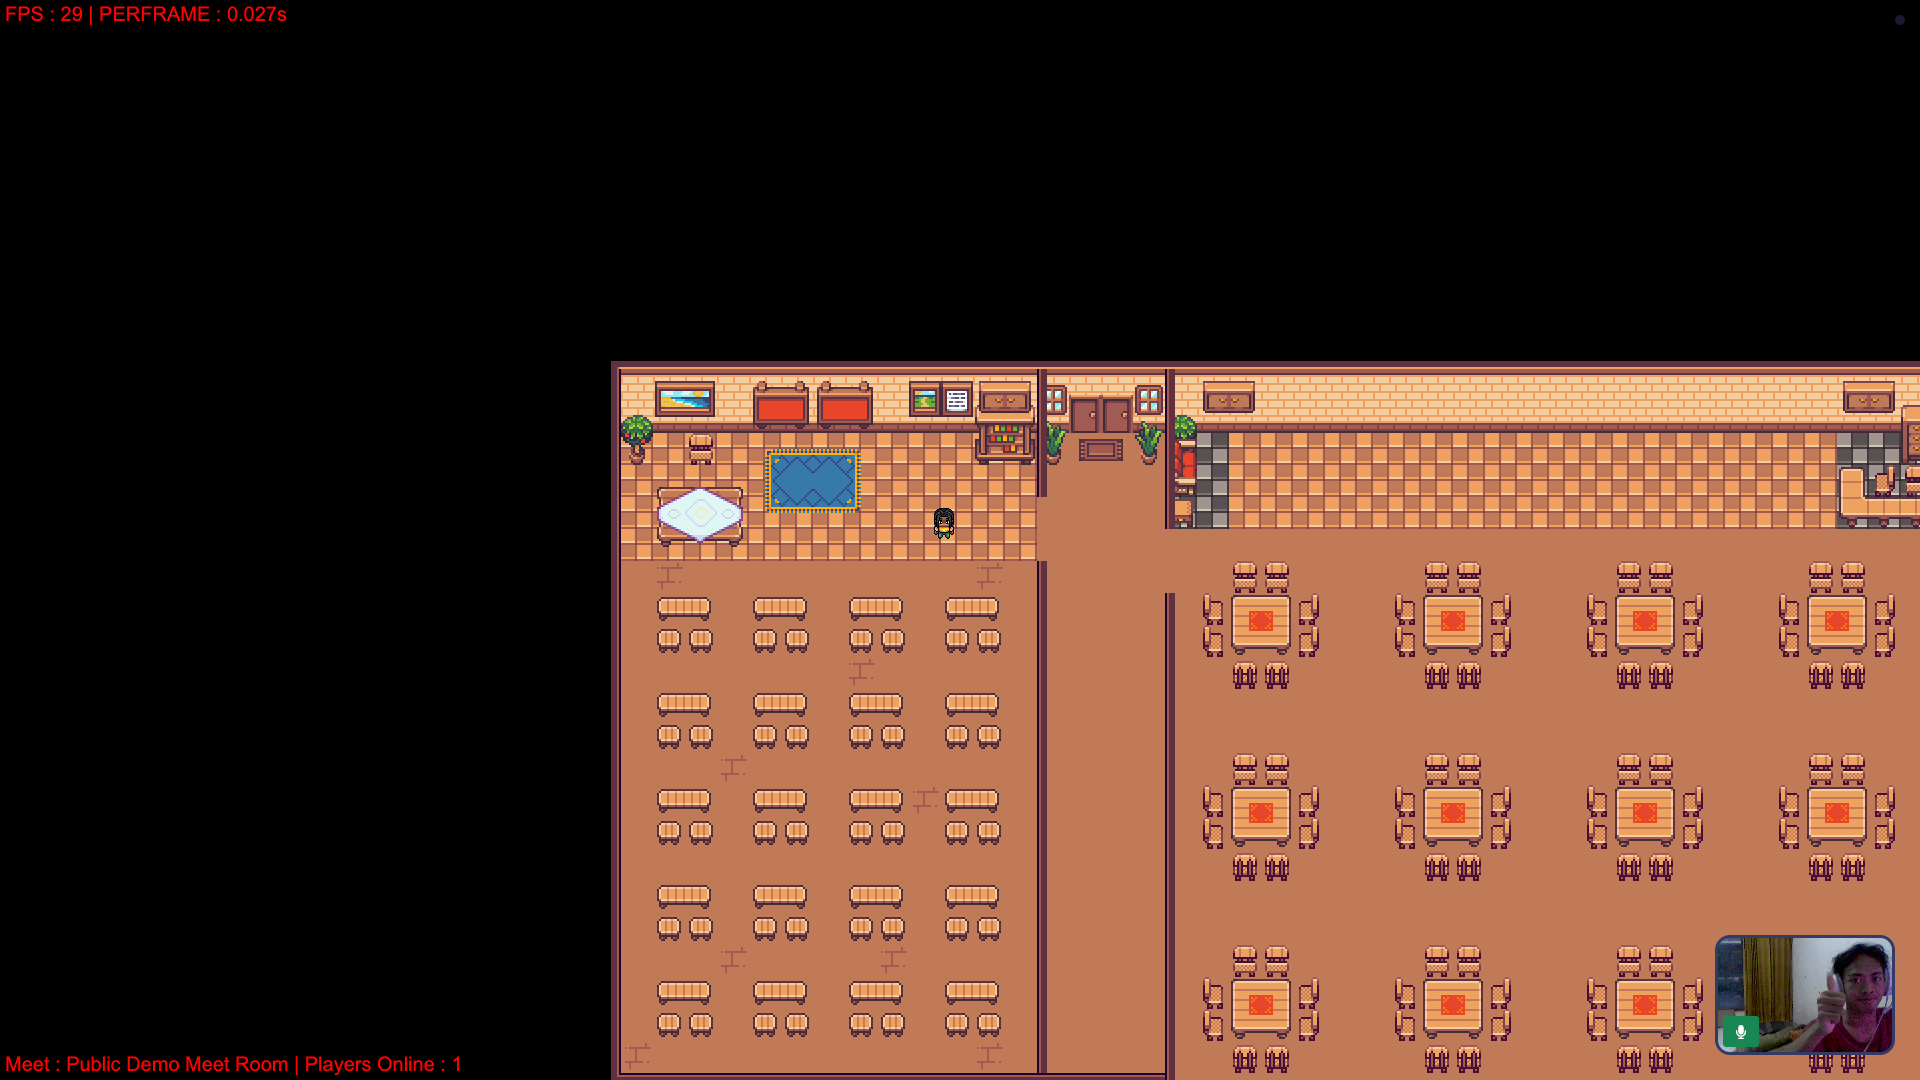 FPS : 29 | PERFRAME : 0.027s
Meet : Public Demo Meet Room | Players Online : 1